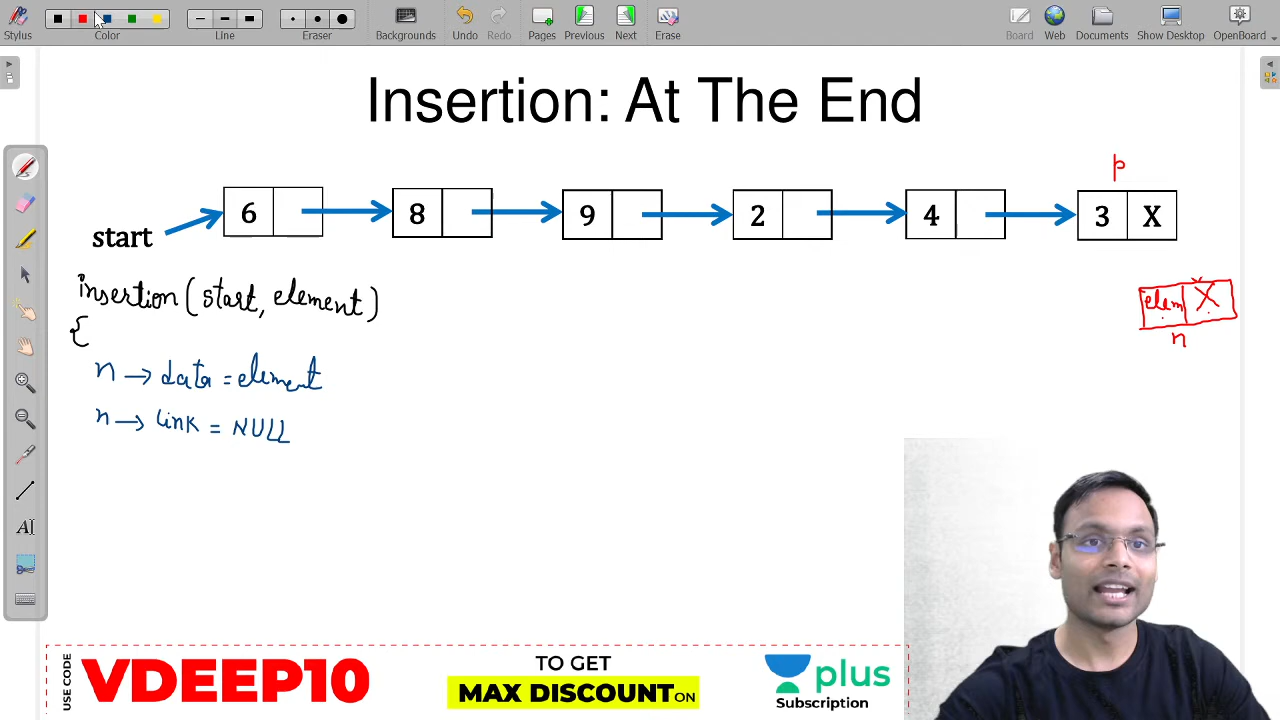 Stylus
Color
Line
Eraser
Backgrounds
Undo
Redo
Pages
Previous
Next
Erase
Board
Web
Documents
Show Desktop
OpenBoard
Insertion: At The End
p
start
6
8
9
2
4
3 X
insertion(start, element)
{
n → data = element
n → link = NULL
elem X
n
AI
USE CODE
VDEEP10
TO GET
MAX DISCOUNT ON
plus
Subscription